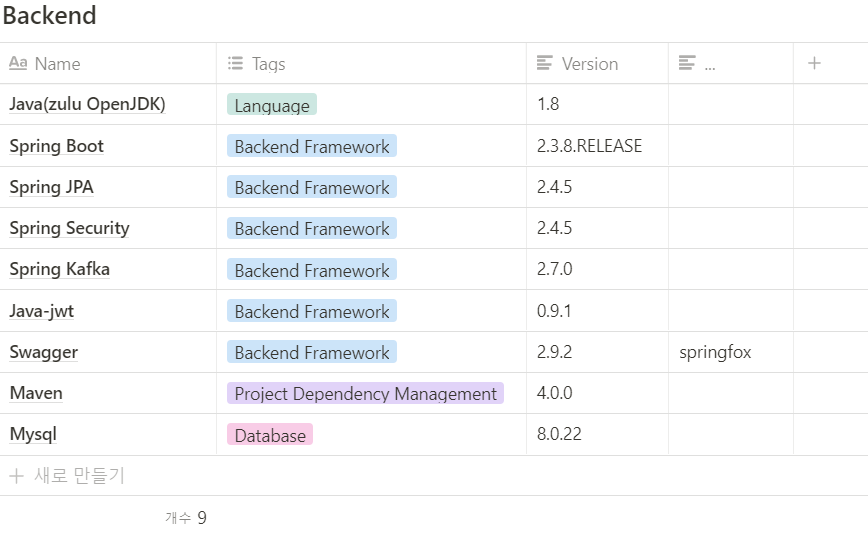 Backend
Aa Name Tags Version ...
Java(zulu OpenJDK) Language 1.8
Spring Boot Backend Framework 2.3.8.RELEASE
Spring JPA Backend Framework 2.4.5
Spring Security Backend Framework 2.4.5
Spring Kafka Backend Framework 2.7.0
Java-jwt Backend Framework 0.9.1
Swagger Backend Framework 2.9.2 springfox
Maven Project Dependency Management 4.0.0
Mysql Database 8.0.22
+ 새로 만들기
개수 9